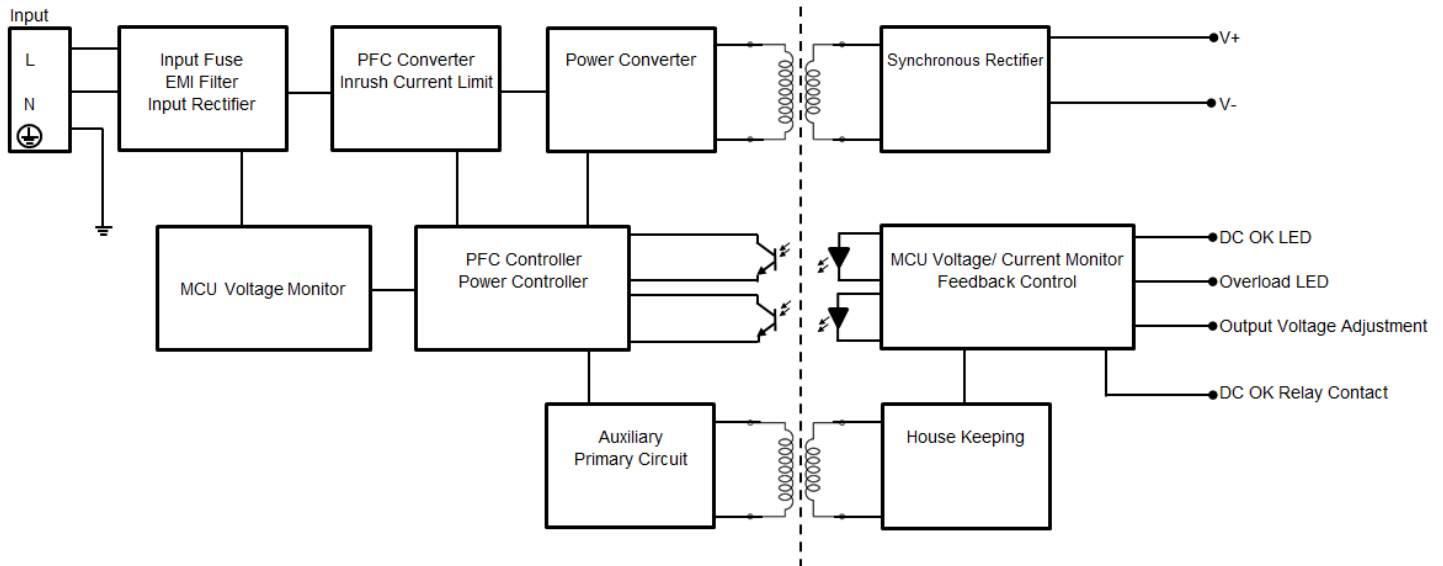 Input
L
N
Input Fuse
EMI Filter
Input Rectifier
PFC Converter
Inrush Current Limit
Power Converter
Synchronous Rectifier
V+
V-
MCU Voltage Monitor
PFC Controller
Power Controller
MCU Voltage/ Current Monitor
Feedback Control
DC OK LED
Overload LED
Output Voltage Adjustment
DC OK Relay Contact
Auxiliary
Primary Circuit
House Keeping